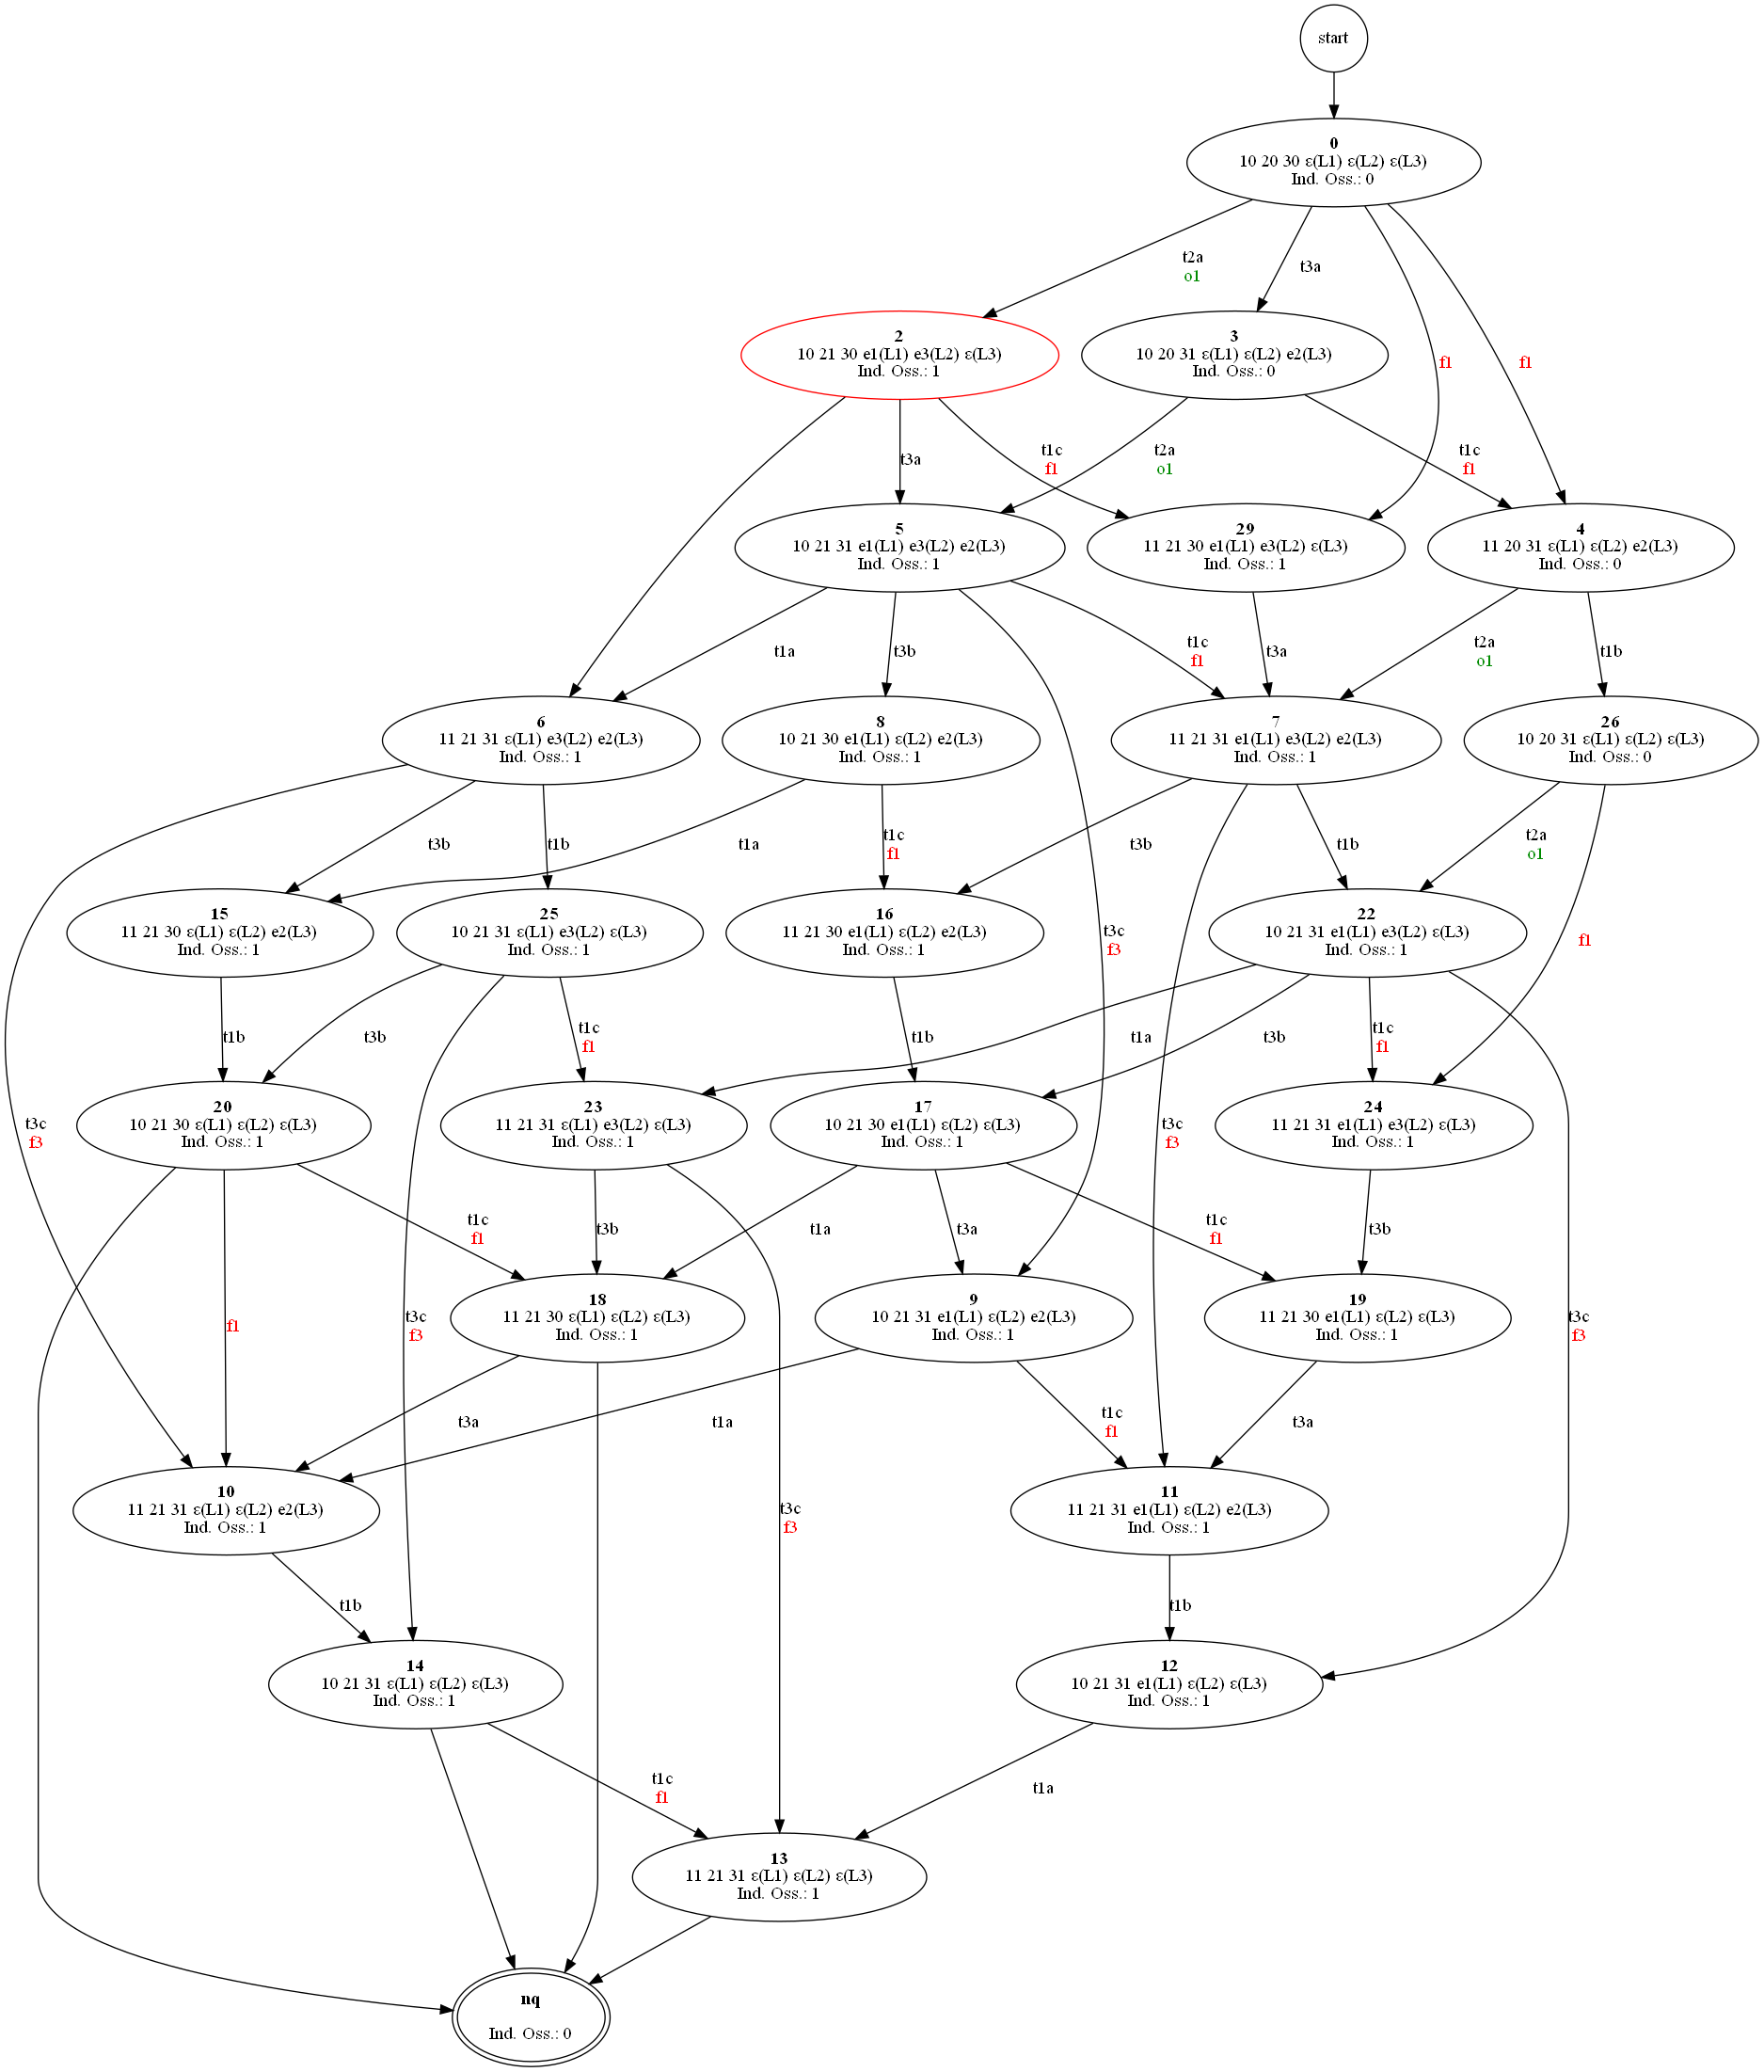 start
0
10 20 30 ε(L1) ε(L2) ε(L3)
Ind. Oss.: 0
t2a
o1
t3a
f1
f1
2
10 21 30 e1(L1) e3(L2) ε(L3)
Ind. Oss.: 1
3
10 20 31 ε(L1) ε(L2) e2(L3)
Ind. Oss.: 0
t3a
t1c
f1
t2a
o1
t1c
f1
5
10 21 31 e1(L1) e3(L2) e2(L3)
Ind. Oss.: 1
29
11 21 30 e1(L1) e3(L2) ε(L3)
Ind. Oss.: 1
4
11 20 31 ε(L1) ε(L2) e2(L3)
Ind. Oss.: 0
t1a
t3b
t1c
f1
t3a
t2a
o1
t1b
6
11 21 31 ε(L1) e3(L2) e2(L3)
Ind. Oss.: 1
8
10 21 30 e1(L1) ε(L2) e2(L3)
Ind. Oss.: 1
7
11 21 31 e1(L1) e3(L2) e2(L3)
Ind. Oss.: 1
26
10 20 31 ε(L1) ε(L2) ε(L3)
Ind. Oss.: 0
t3b
t1b
t1a
t1c
f1
t3b
t1b
t2a
o1
15
11 21 30 ε(L1) ε(L2) e2(L3)
Ind. Oss.: 1
25
10 21 31 ε(L1) e3(L2) ε(L3)
Ind. Oss.: 1
16
11 21 30 e1(L1) ε(L2) e2(L3)
Ind. Oss.: 1
t3c
f3
22
10 21 31 e1(L1) e3(L2) ε(L3)
Ind. Oss.: 1
f1
t1b
t3b
t1c
f1
t1b
t1a
t3b
t1c
f1
20
10 21 30 ε(L1) ε(L2) ε(L3)
Ind. Oss.: 1
23
11 21 31 ε(L1) e3(L2) ε(L3)
Ind. Oss.: 1
17
10 21 30 e1(L1) ε(L2) ε(L3)
Ind. Oss.: 1
24
11 21 31 e1(L1) e3(L2) ε(L3)
Ind. Oss.: 1
t3c
f3
t3c
f3
t1c
f1
t3b
t1a
t3a
t1c
f1
t3b
f1
t3c
f3
18
11 21 30 ε(L1) ε(L2) ε(L3)
Ind. Oss.: 1
9
10 21 31 e1(L1) ε(L2) e2(L3)
Ind. Oss.: 1
19
11 21 30 e1(L1) ε(L2) ε(L3)
Ind. Oss.: 1
t3c
f3
t3a
t1a
t1c
f1
t3a
10
11 21 31 ε(L1) ε(L2) e2(L3)
Ind. Oss.: 1
t3c
f3
11
11 21 31 e1(L1) ε(L2) e2(L3)
Ind. Oss.: 1
t1b
t1b
14
10 21 31 ε(L1) ε(L2) ε(L3)
Ind. Oss.: 1
12
10 21 31 e1(L1) ε(L2) ε(L3)
Ind. Oss.: 1
t1c
f1
t1a
13
11 21 31 ε(L1) ε(L2) ε(L3)
Ind. Oss.: 1
nq
Ind. Oss.: 0